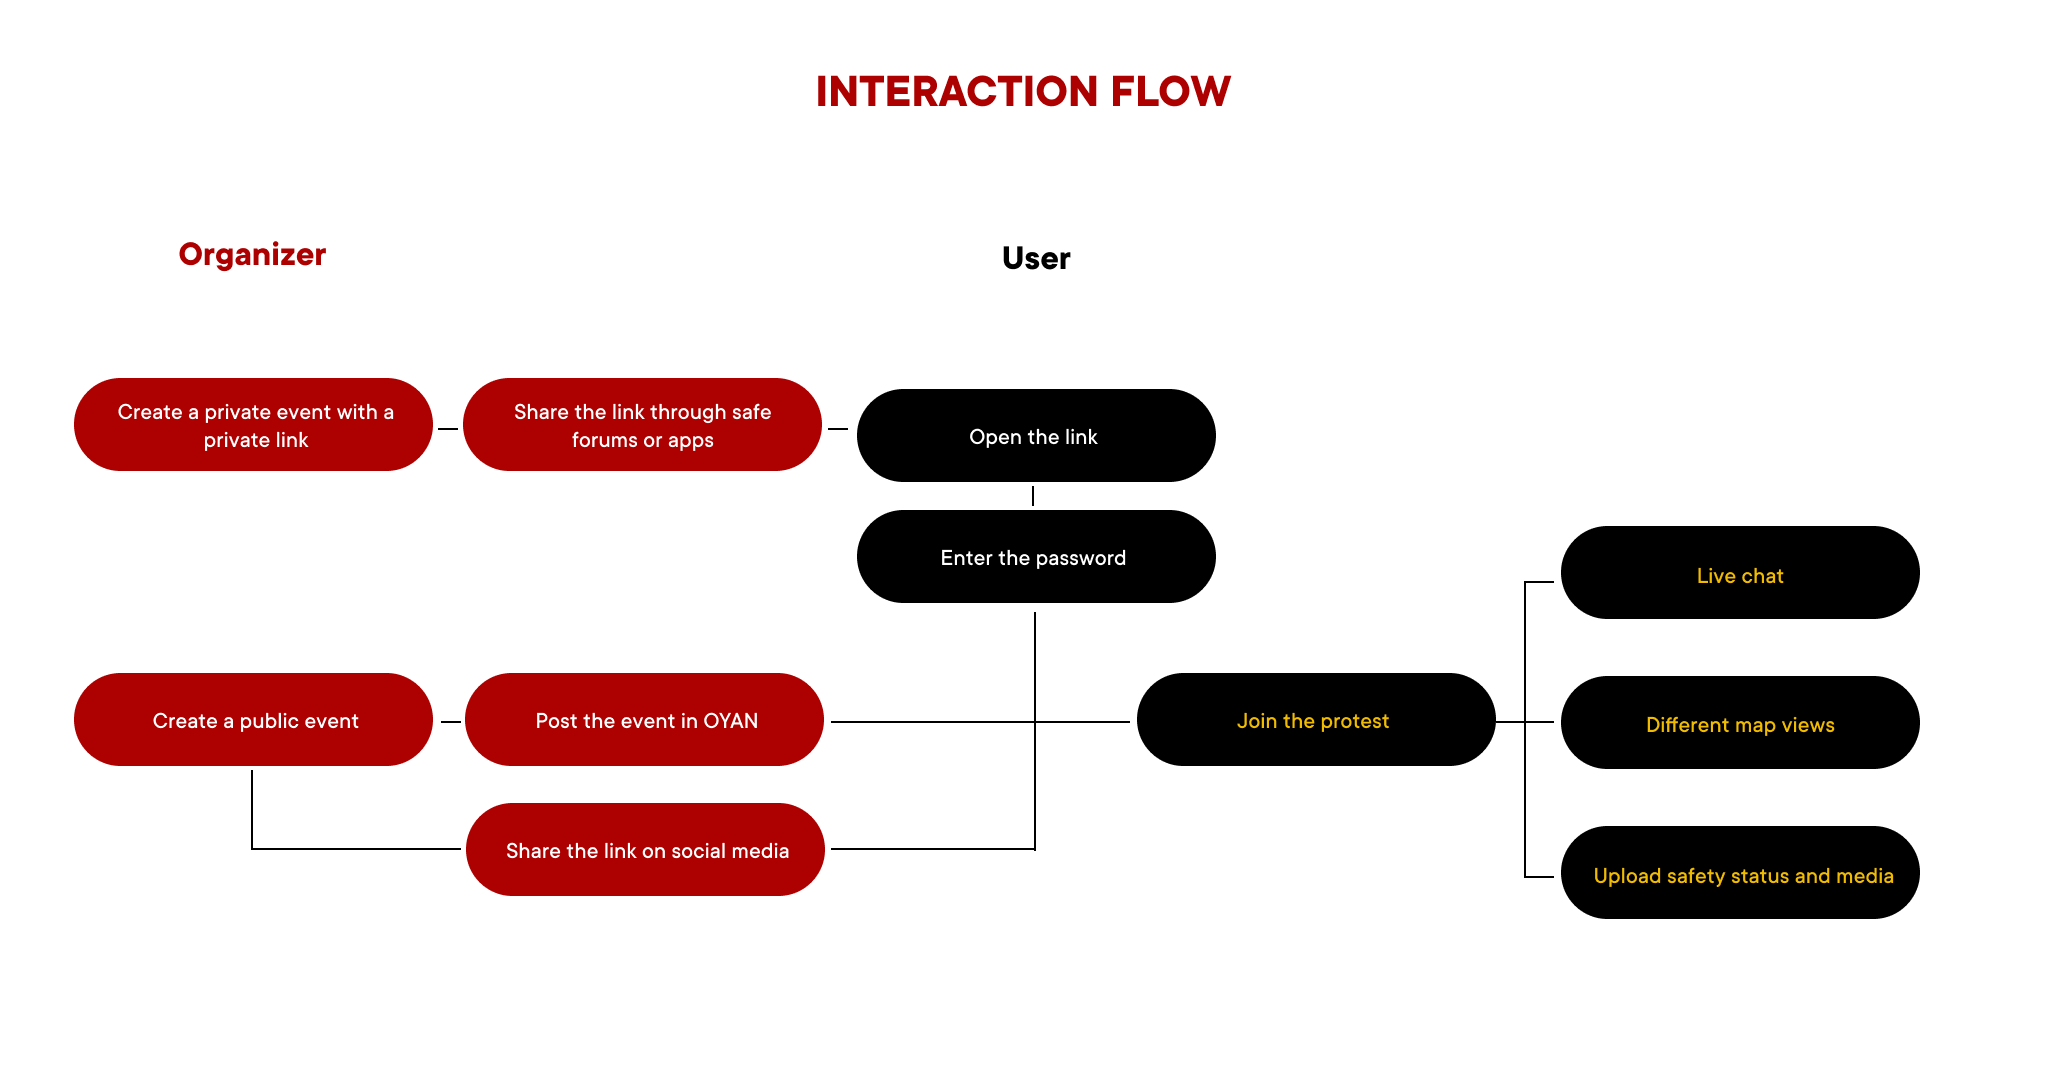 INTERACTION FLOW
Organizer
User
Create a private event with a
private link
Share the link through safe
forums or apps
Open the link
Enter the password
Live chat
Create a public event
Post the event in OYAN
Join the protest
Different map views
Share the link on social media
Upload safety status and media